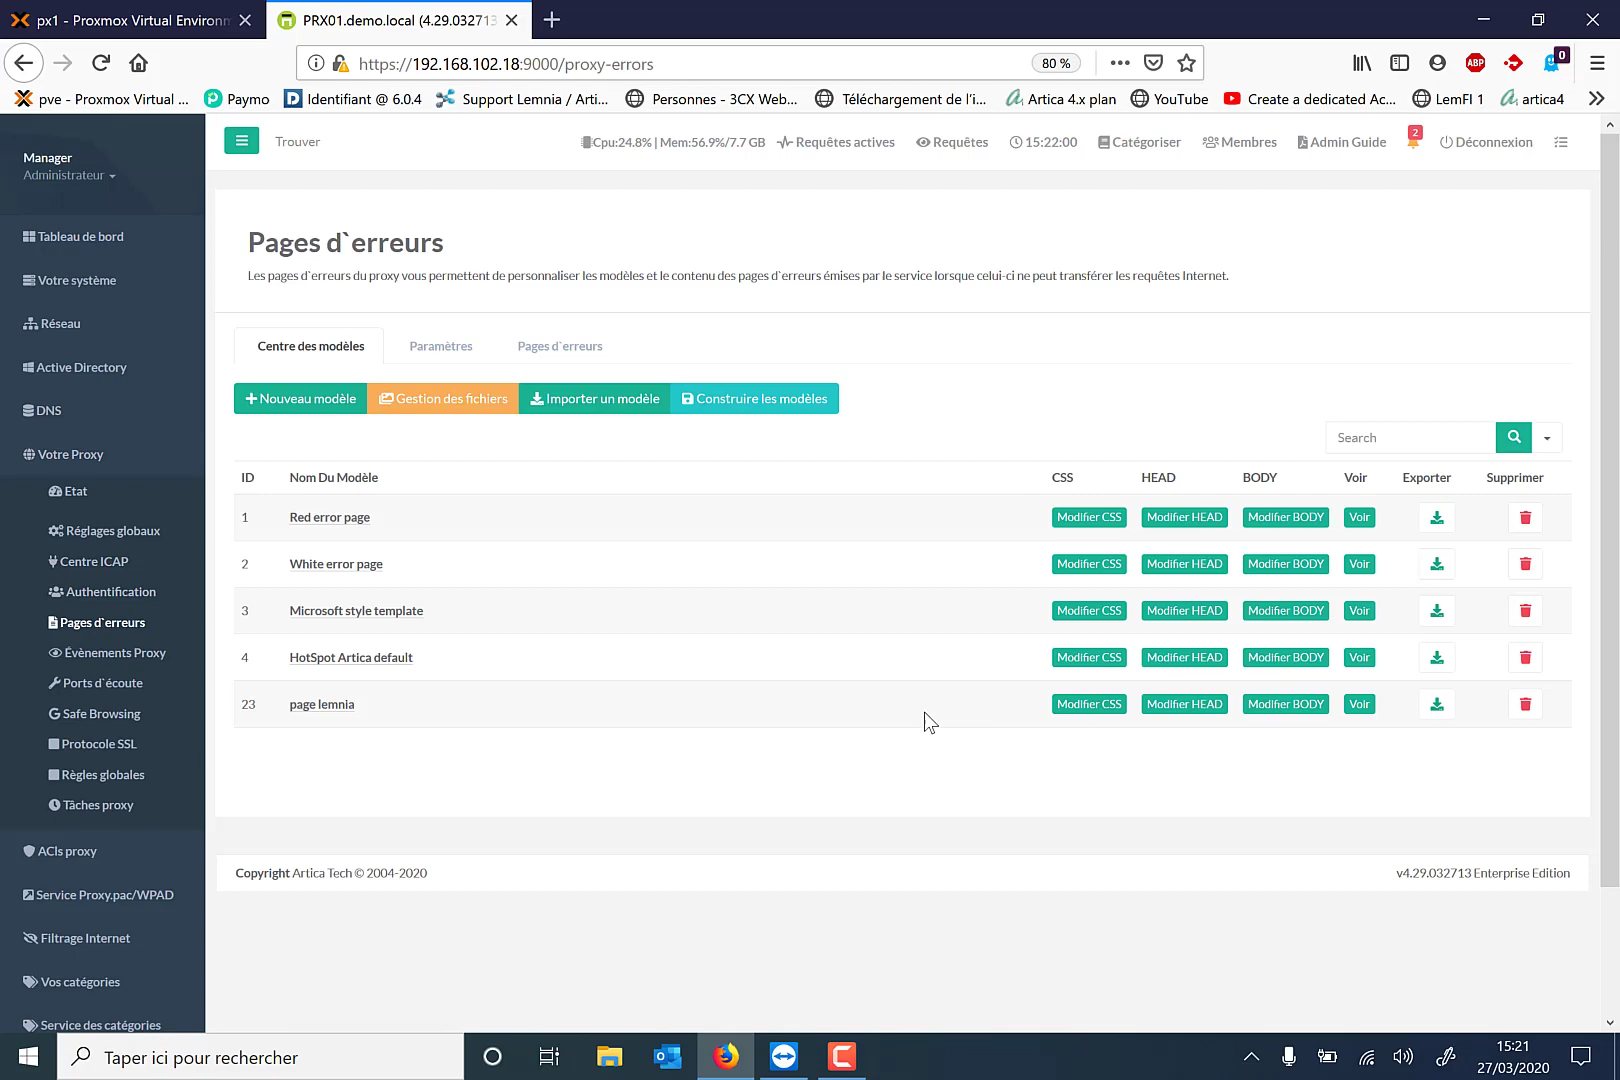 px1 - Proxmox Virtual Environm
PRX01.demo.local (4.29.032713
https://192.168.102.18:9000/proxy-errors
80 %
ABP
0
pve - Proxmox Virtual ...
Paymo
Identifiant @ 6.0.4
Support Lemnia / Arti...
Personnes - 3CX Web...
Téléchargement de l'i...
Artica 4.x plan
YouTube
Create a dedicated Ac...
LemFI 1
artica4
Manager
Administrateur
Trouver
Cpu:24.8% | Mem:56.9%/7.7 GB
Requêtes actives
Requêtes
15:22:00
Catégoriser
Membres
Admin Guide
2
Déconnexion
Tableau de bord
Votre système
Réseau
Active Directory
DNS
Votre Proxy
Etat
Réglages globaux
Centre ICAP
Authentification
Pages d`erreurs
Évènements Proxy
Ports d`écoute
Safe Browsing
Protocole SSL
Règles globales
Tâches proxy
ACls proxy
Service Proxy.pac/WPAD
Filtrage Internet
Vos catégories
Service des catégories
Pages d`erreurs
Les pages d`erreurs du proxy vous permettent de personnaliser les modèles et le contenu des pages d`erreurs émises par le service lorsque celui-ci ne peut transférer les requêtes Internet.
Centre des modèles
Paramètres
Pages d`erreurs
Nouveau modèle
Gestion des fichiers
Importer un modèle
Construire les modèles
Search
ID Nom Du Modèle CSS HEAD BODY Voir Exporter Supprimer
1 Red error page Modifier CSS Modifier HEAD Modifier BODY Voir
2 White error page Modifier CSS Modifier HEAD Modifier BODY Voir
3 Microsoft style template Modifier CSS Modifier HEAD Modifier BODY Voir
4 HotSpot Artica default Modifier CSS Modifier HEAD Modifier BODY Voir
23 page lemnia Modifier CSS Modifier HEAD Modifier BODY Voir
Copyright Artica Tech © 2004-2020
v4.29.032713 Enterprise Edition
Taper ici pour rechercher
15:21
27/03/2020